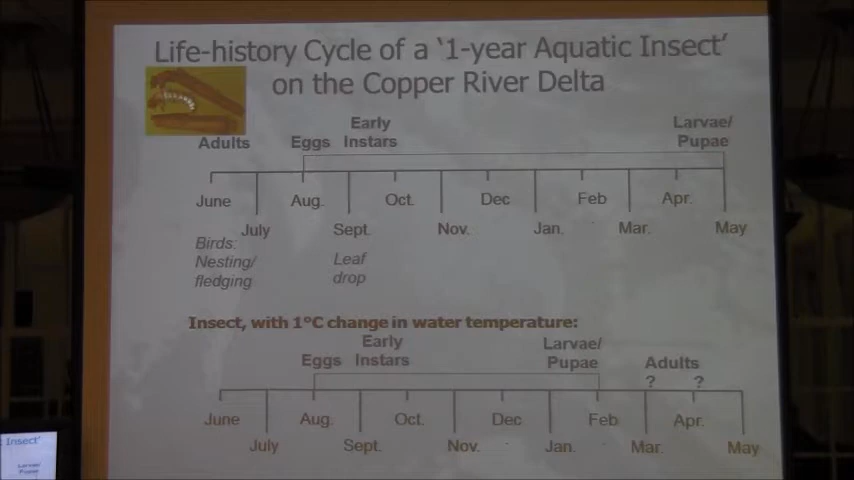 Life-history Cycle of a ‘1-year Aquatic Insect’
on the Copper River Delta
Early
Larvae/
Adults Eggs Instars Pupae
June Aug. Oct. Dec Feb Apr.
July Sept. Nov. Jan. Mar. May
Birds:
Nesting/ Leaf
fledging drop
Insect, with 1°C change in water temperature:
Early Larvae/
Eggs Instars Pupae Adults
? ?
June Aug. Oct. Dec Feb Apr.
July Sept. Nov. Jan. Mar. May
Insect’
Larvae/
Pupae